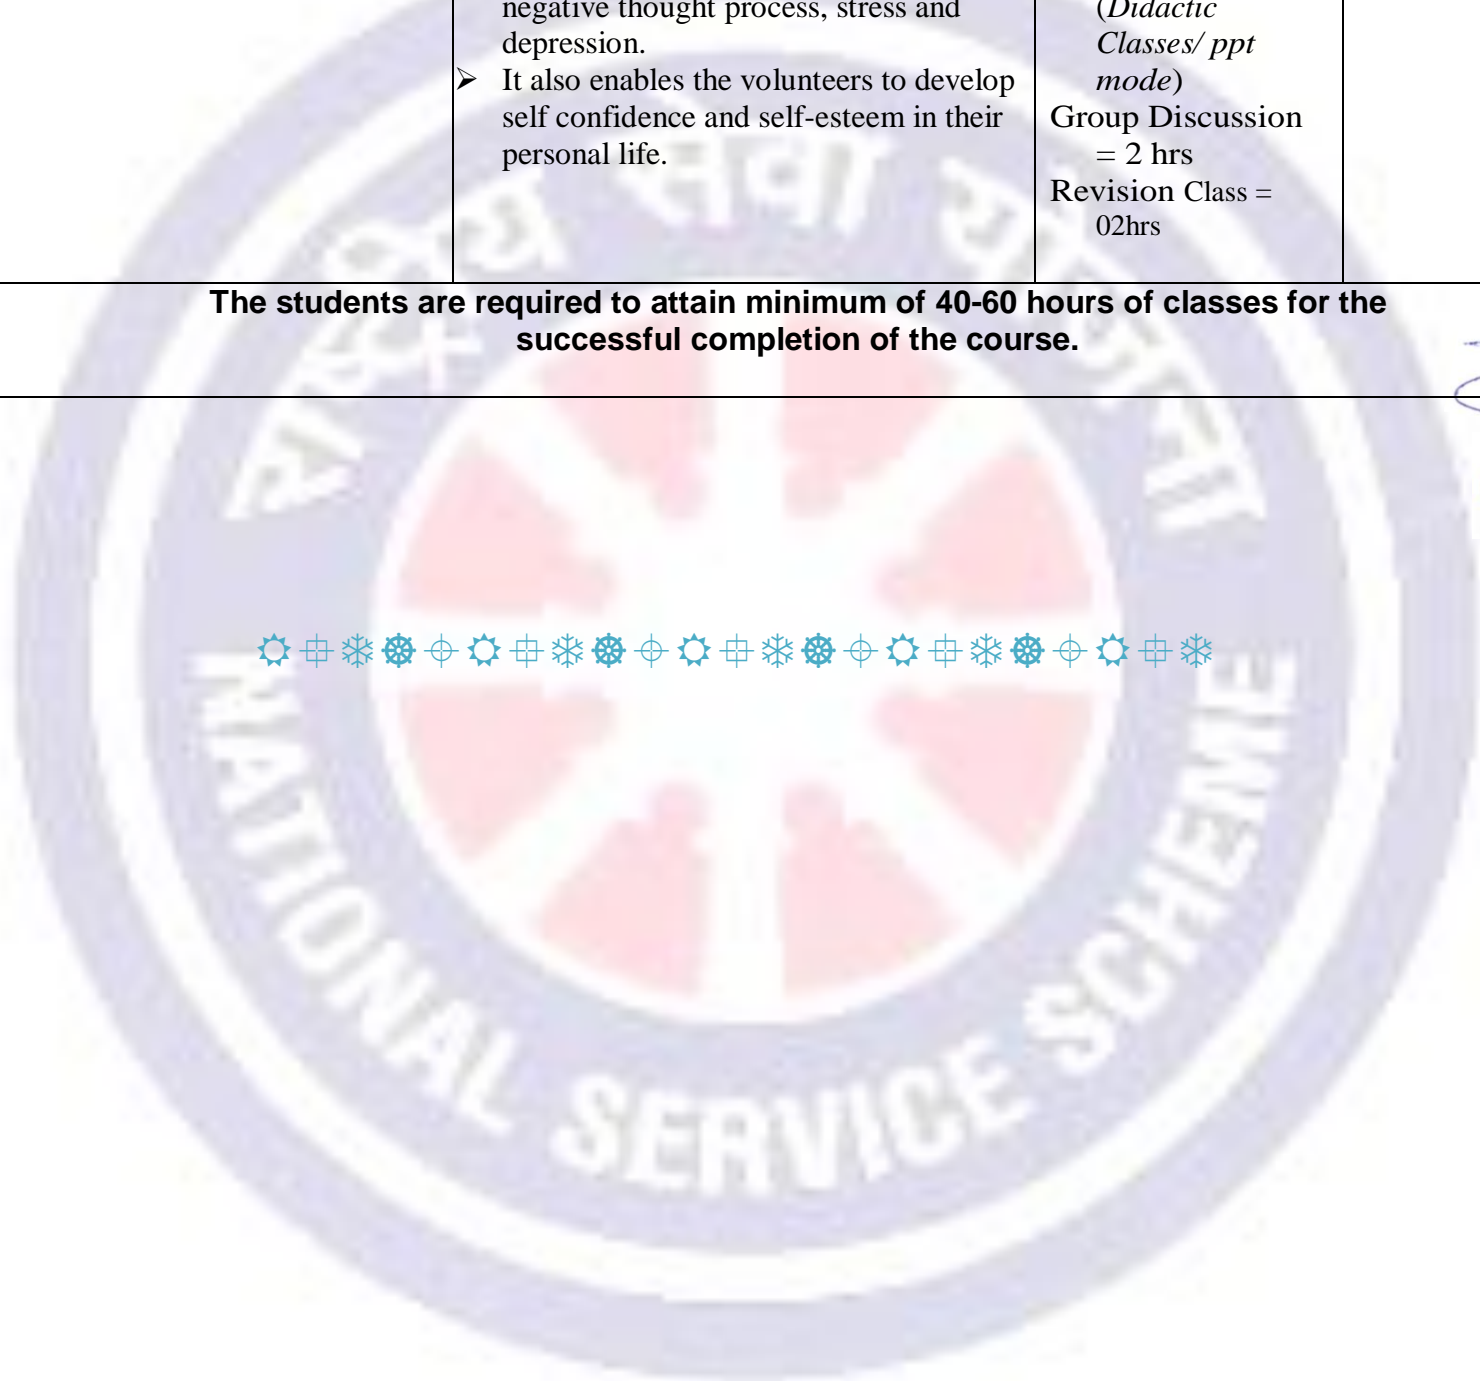 negative thought process, stress and
depression.
➢ It also enables the volunteers to develop
self confidence and self-esteem in their
personal life.
(Didactic
Classes/ ppt
mode)
Group Discussion
= 2 hrs
Revision Class =
02hrs
The students are required to attain minimum of 40-60 hours of classes for the
successful completion of the course.
राष्ट्रिय सेवा योजना
NATIONAL SERVICE SCHEME